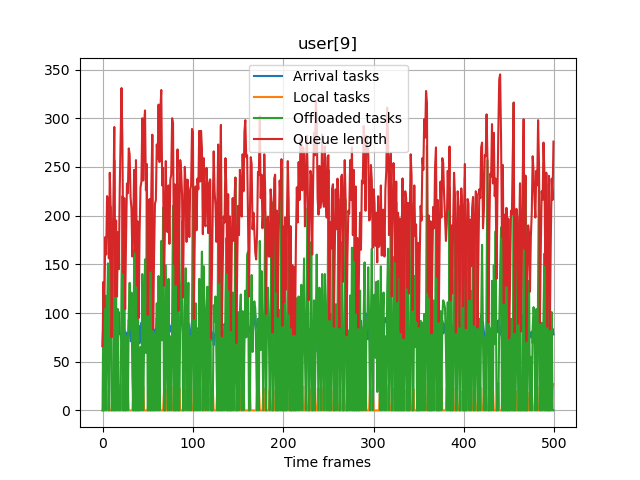 user[9]
Arrival tasks
Local tasks
Offloaded tasks
Queue length
350
300
250
200
150
100
50
0
0 100 200 300 400 500
Time frames